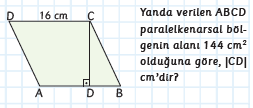 D 16 cm C
A D B
Yanda verilen ABCD
paralelkenarsal böl-
genin alanı 144 cm²
olduğuna göre, |CD|
cm'dir?